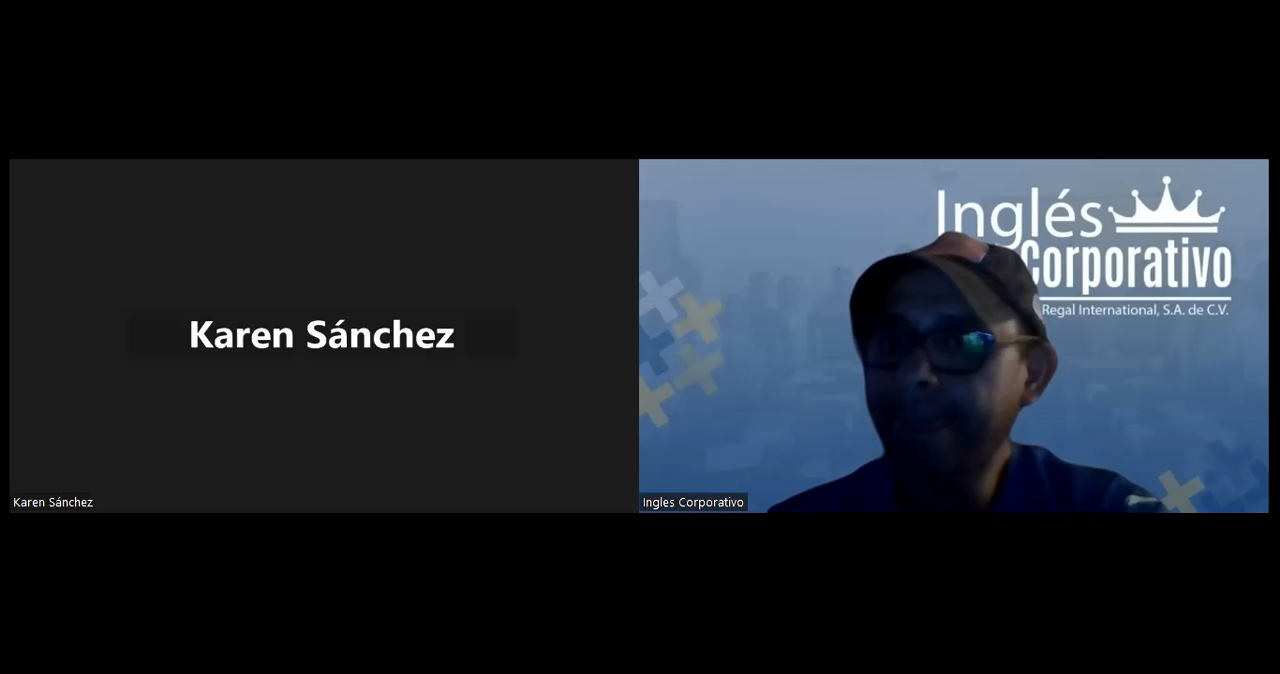 Karen Sánchez
Karen Sánchez
Inglés
Corporativo
Regal International, S.A. de C.V.
Ingles Corporativo